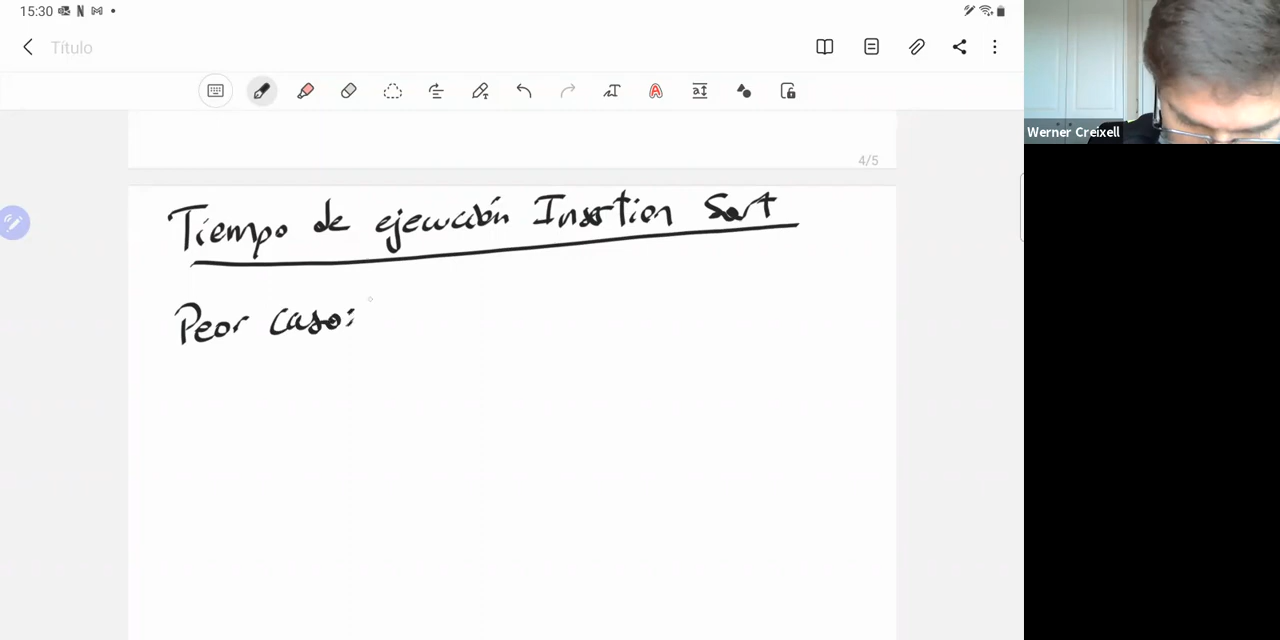 15:30
Título
Werner Creixell
4/5
Tiempo de ejecución Insertion Sort
Peor caso: